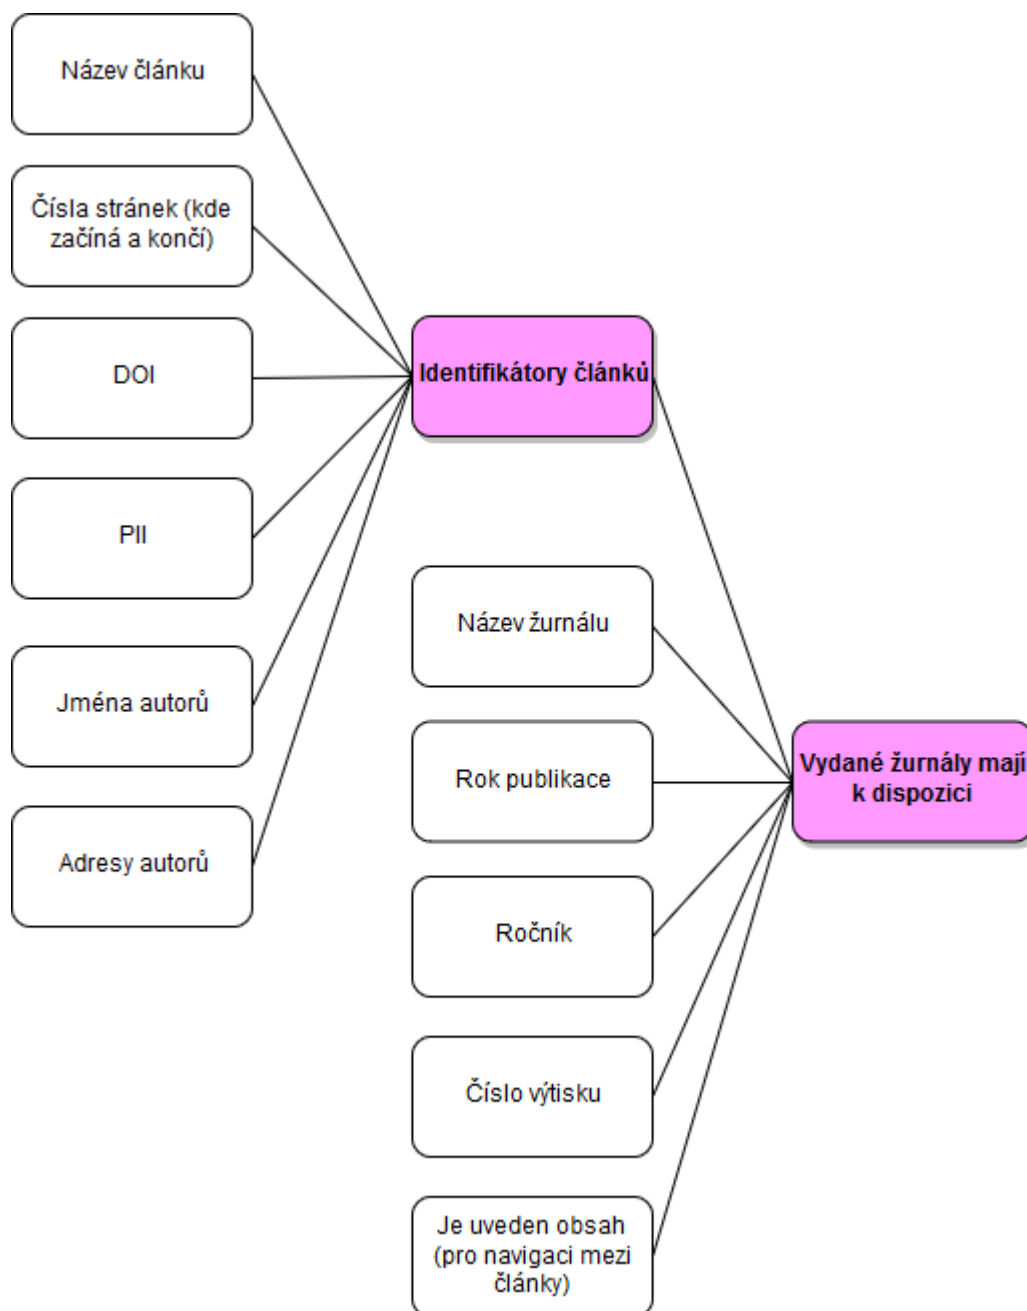 Název článku
Čísla stránek (kde
začíná a končí)
DOI
PII
Jména autorů
Adresy autorů
Identifikátory článků
Název žurnálu
Rok publikace
Ročník
Číslo výtisku
Je uveden obsah
(pro navigaci mezi
články)
Vydané žurnály mají
k dispozici